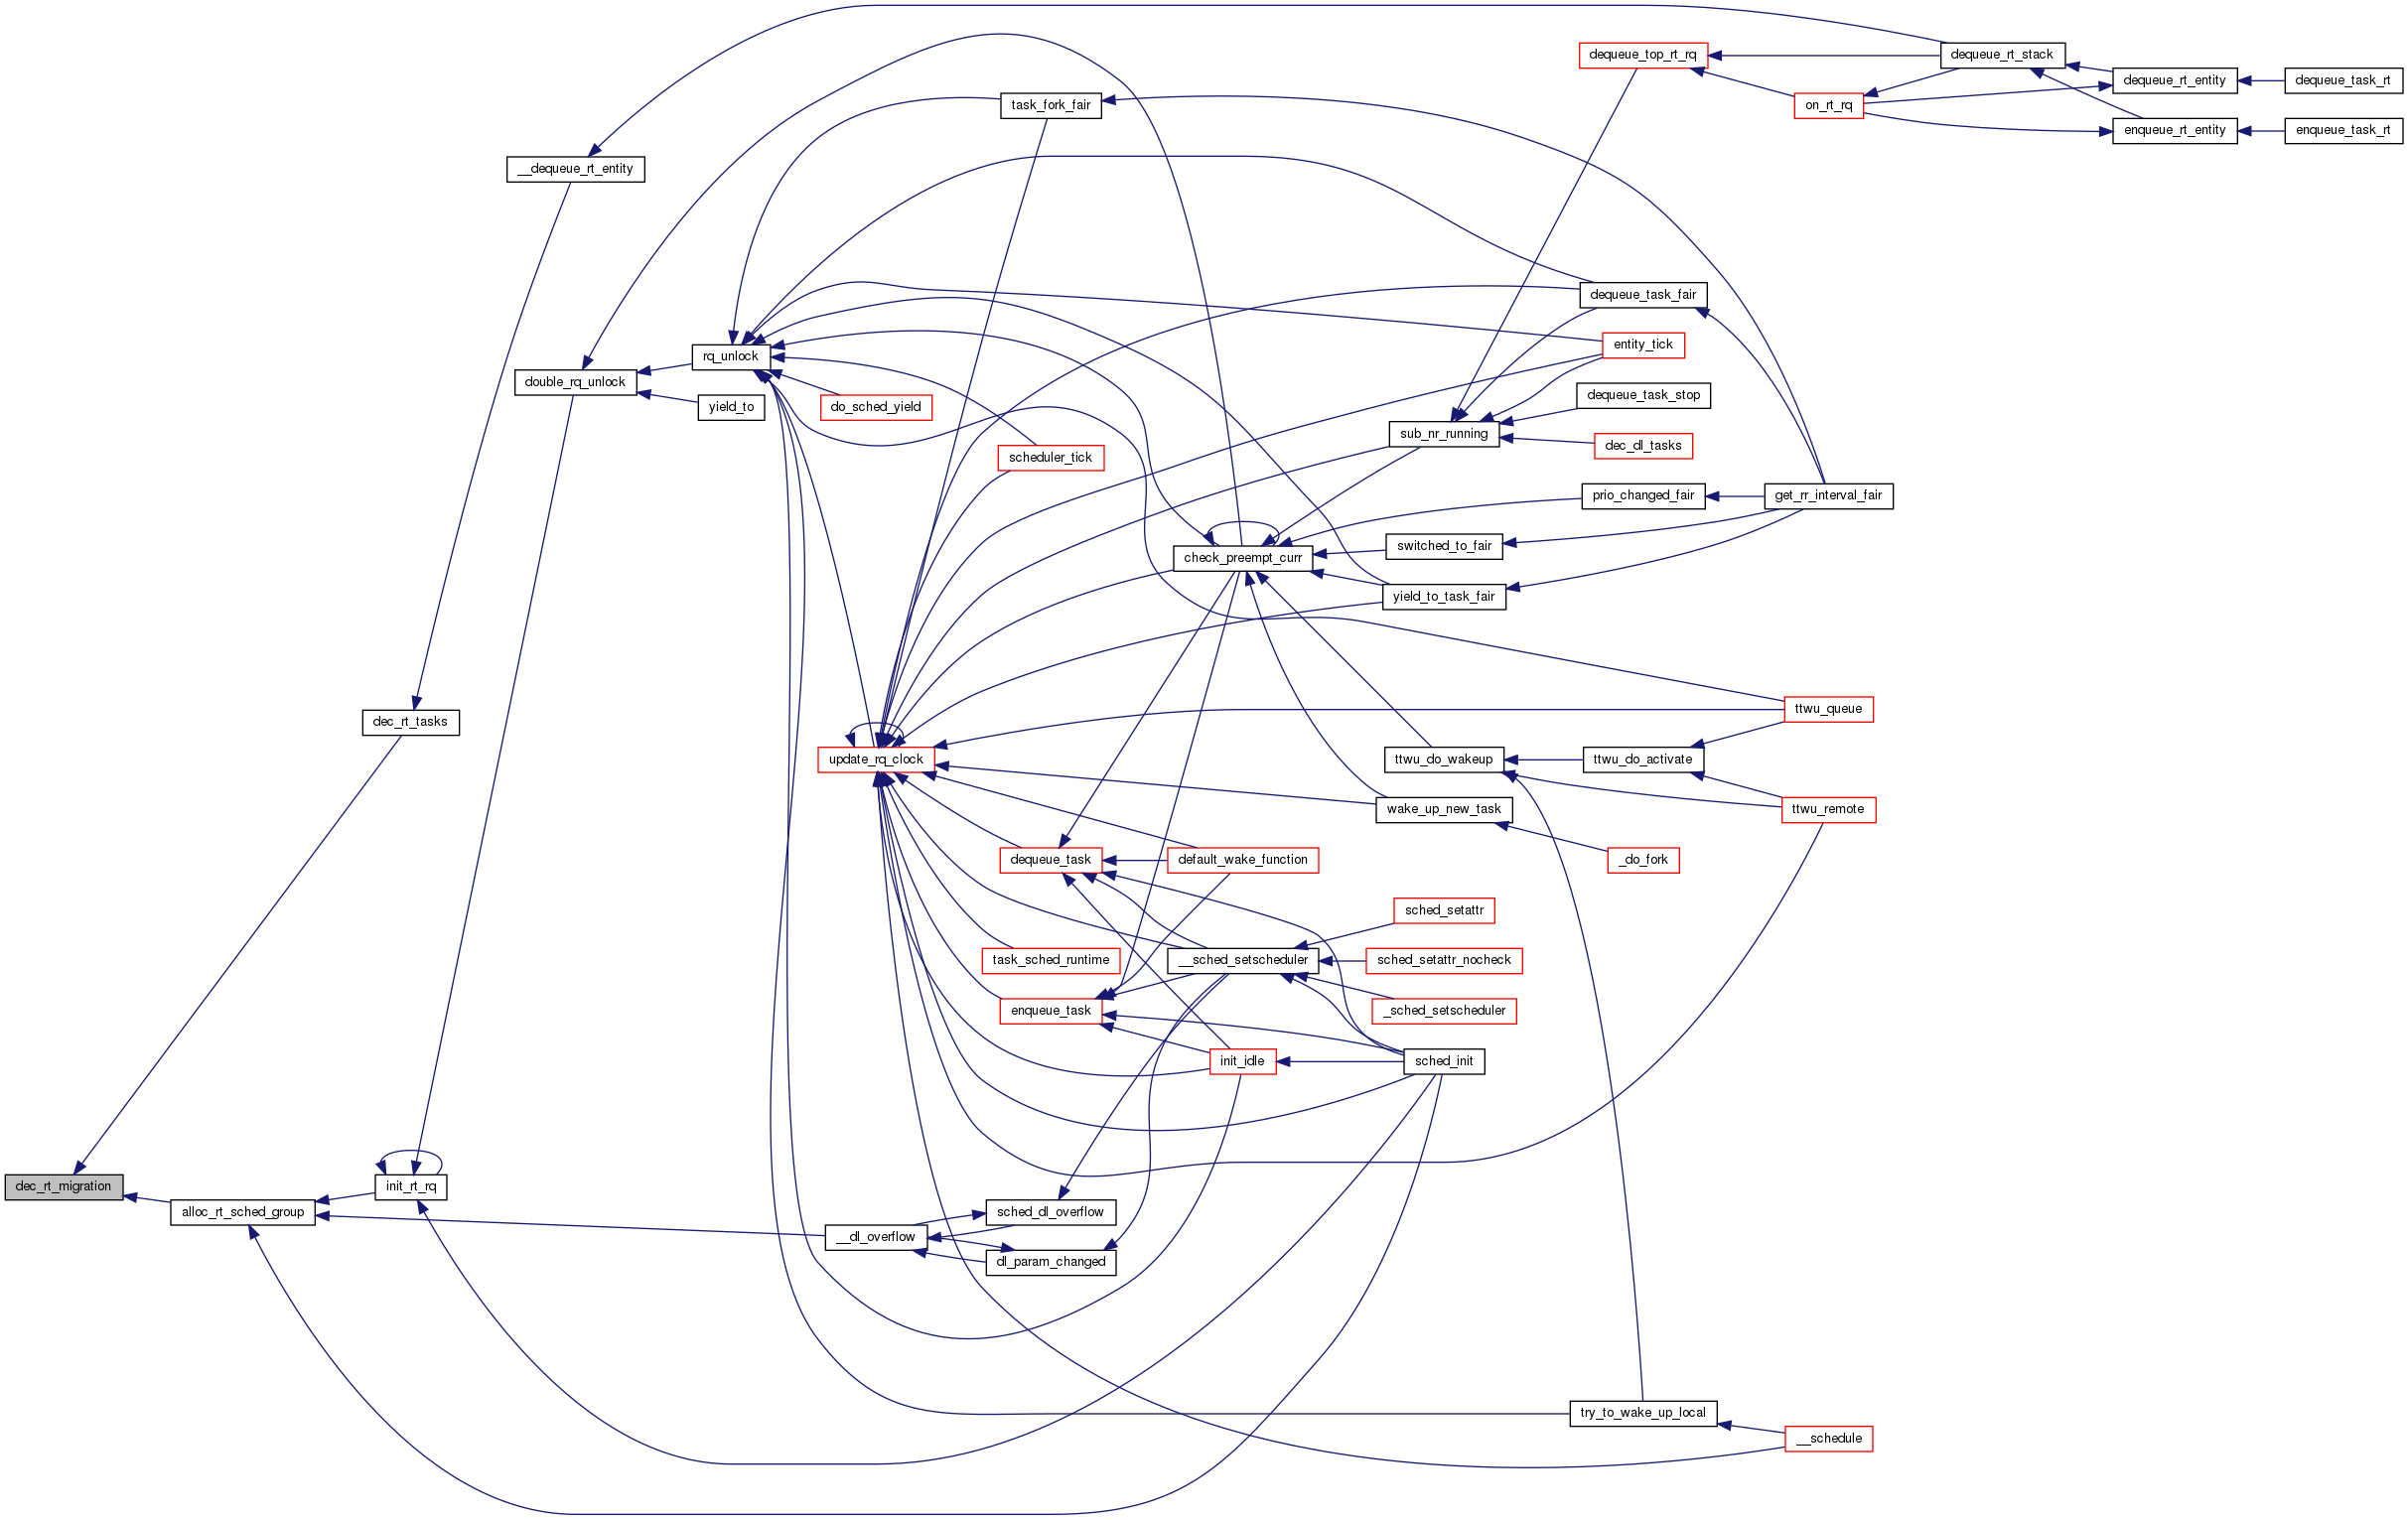 dequeue_top_rt_rq
dequeue_rt_stack
dequeue_rt_entity
dequeue_task_rt
task_fork_fair
on_rt_rq
enqueue_rt_entity
enqueue_task_rt
__dequeue_rt_entity
dequeue_task_fair
rq_unlock
entity_tick
double_rq_unlock
yield_to
do_sched_yield
dequeue_task_stop
sub_nr_running
dec_dl_tasks
scheduler_tick
prio_changed_fair
get_rr_interval_fair
check_preempt_curr
switched_to_fair
yield_to_task_fair
dec_rt_tasks
ttwu_queue
update_rq_clock
ttwu_do_wakeup
ttwu_do_activate
wake_up_new_task
ttwu_remote
dequeue_task
default_wake_function
_do_fork
sched_setattr
task_sched_runtime
__sched_setscheduler
sched_setattr_nocheck
enqueue_task
_sched_setscheduler
init_idle
sched_init
dec_rt_migration
init_rt_rq
alloc_rt_sched_group
sched_dl_overflow
__dl_overflow
dl_param_changed
try_to_wake_up_local
__schedule